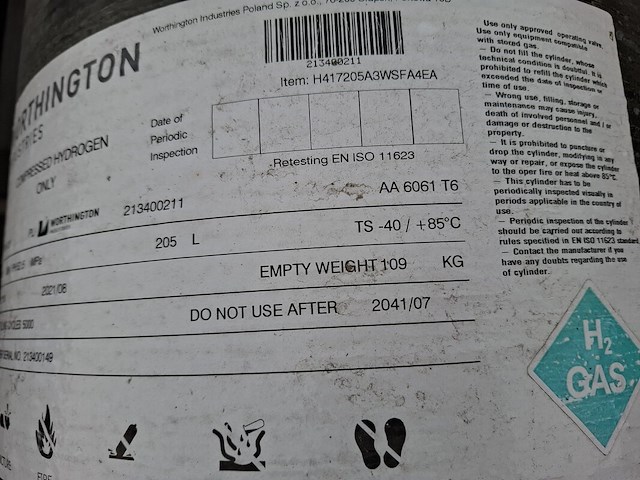 Worthington Industries Poland Sp. z o.o.,
WORTHINGTON
INDUSTRIES
213400211
Item: H417205A3WSFA4EA
COMPRESSED HYDROGEN
ONLY
Date of
Periodic
Inspection
Retesting EN ISO 11623
PL WORTHINGTON 213400211
AA 6061 T6
205 L
TS -40 / +85°C
MPa
2021/08
EMPTY WEIGHT 109 KG
DO NOT USE AFTER 2041/07
5000
SERIAL NO. 213400149
FIRE
Use only approved operating valve.
Use only equipment compatible
with stored gas.
— Do not fill the cylinder, whose
technical condition is doubtful. It is
prohibited to refill the cylinder which
exceeded the date of inspection or
time of use.
— Wrong use, filling, storage or
maintenance may cause injury,
death of involved personnel and / or
damage or destruction to the
property.
— It is prohibited to puncture or
drop the cylinder, modifying in any
way or repair, or expose the cylinder
to the oper fire or heat above 85°C.
— This cylinder has to be
periodically inspected visually in
periods applicable in the country of
use.
— Periodic inspection of the cylinder
should be carried out according to
rules specified in EN ISO 11623 standard.
— Contact the manufacturer if you
have any doubts regarding the use
of cylinder.
H2
GAS